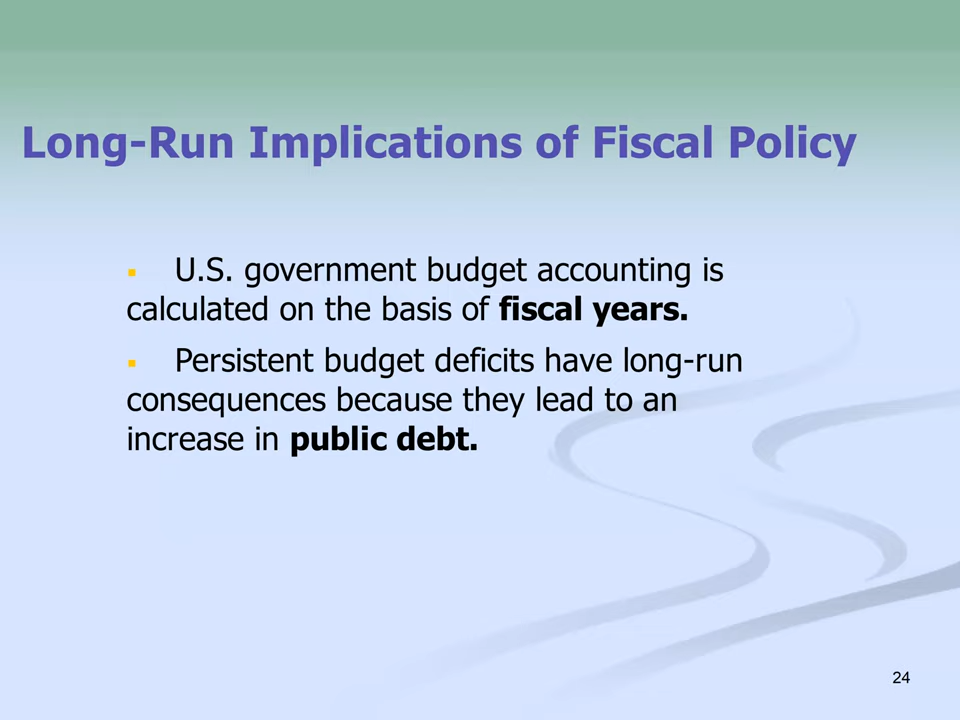 Long-Run Implications of Fiscal Policy
▪ U.S. government budget accounting is
calculated on the basis of fiscal years.
▪ Persistent budget deficits have long-run
consequences because they lead to an
increase in public debt.
24